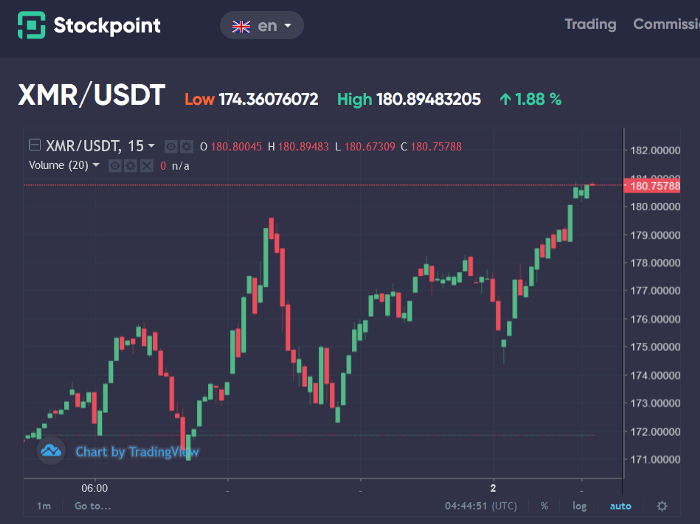 Stockpoint
en
Trading Commissi
XMR/USDT Low 174.36076072 High 180.89483205 ↑ 1.88 %
XMR/USDT, 15 O 180.80045 H 180.89483 L 180.67309 C 180.75788
Volume (20) 0 n/a
182.00000
181.00000
180.75788
180.00000
179.00000
178.00000
177.00000
176.00000
175.00000
174.00000
173.00000
172.00000
171.00000
Chart by TradingView
06:00 2
1m Go to... 04:44:51 (UTC) % log auto